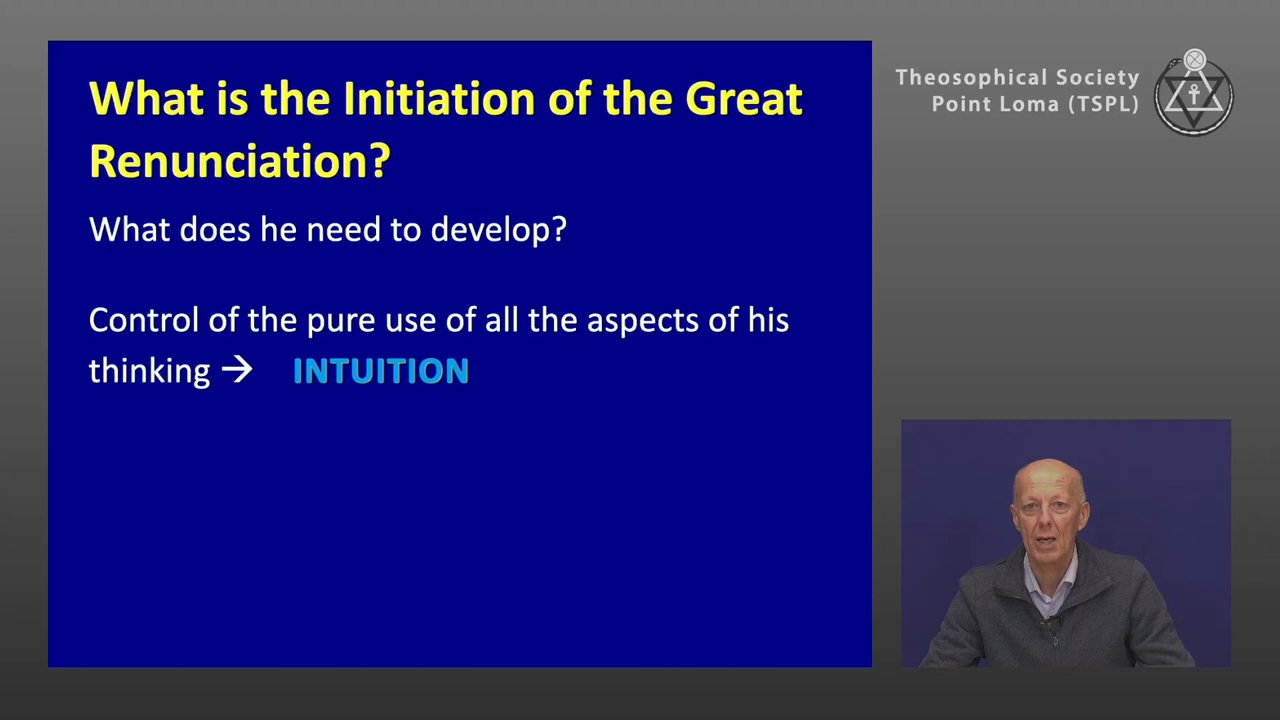 What is the Initiation of the Great
Renunciation?
What does he need to develop?
Control of the pure use of all the aspects of his
thinking → INTUITION
Theosophical Society
Point Loma (TSPL)